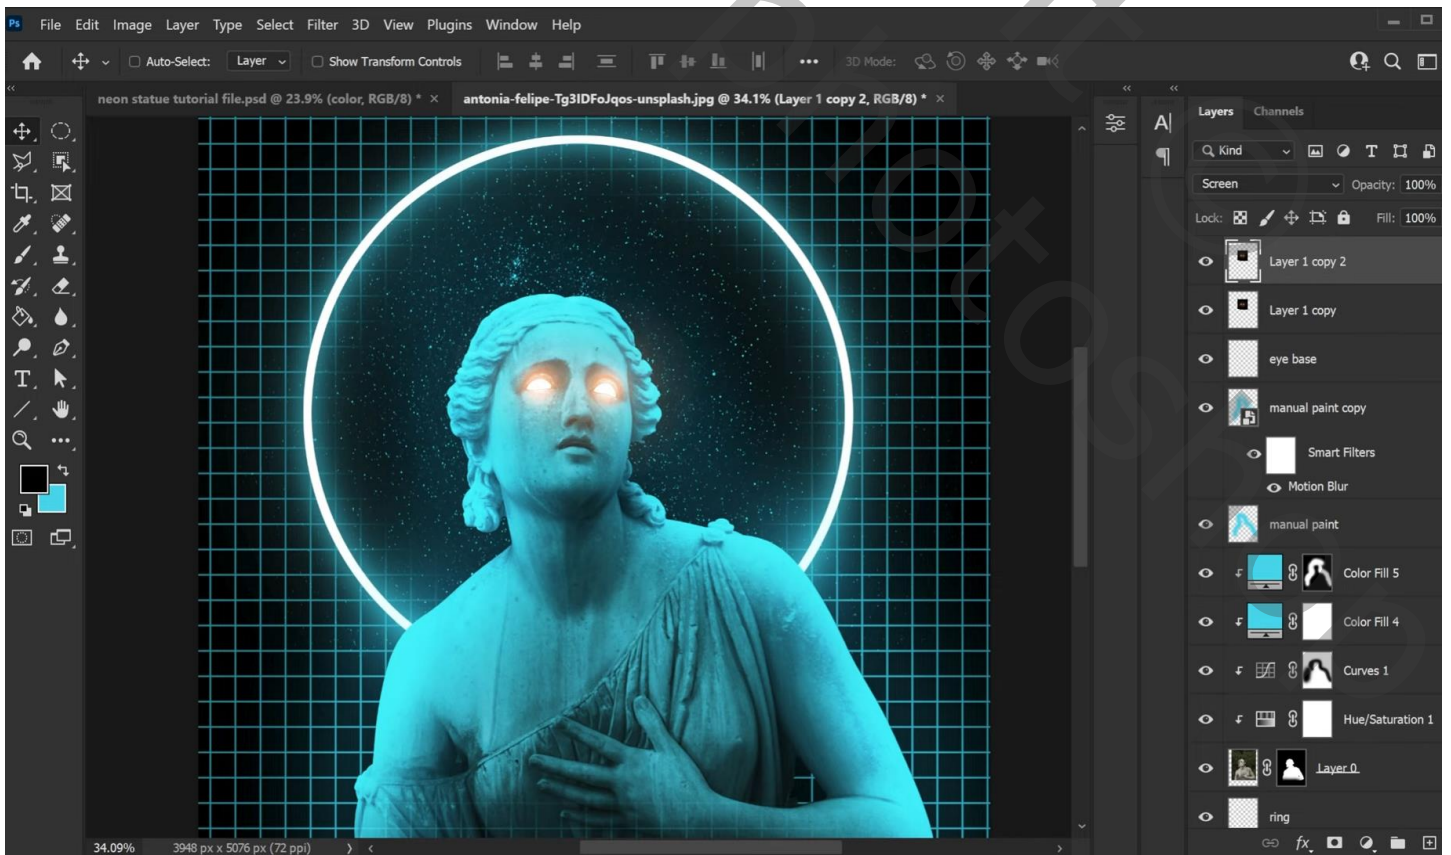 Ps File Edit Image Layer Type Select Filter 3D View Plugins Window Help
Auto-Select: Layer Show Transform Controls 3D Mode:
neon statue tutorial file.psd @ 23.9% (color, RGB/8) * × antonia-felipe-Tg3IDFoJqos-unsplash.jpg @ 34.1% (Layer 1 copy 2, RGB/8) * ×
Layers Channels
Kind
Screen Opacity: 100%
Lock: Fill: 100%
Layer 1 copy 2
Layer 1 copy
eye base
manual paint copy
Smart Filters
Motion Blur
manual paint
Color Fill 5
Color Fill 4
Curves 1
Hue/Saturation 1
Layer 0
ring
34.09% 3948 px x 5076 px (72 ppi)